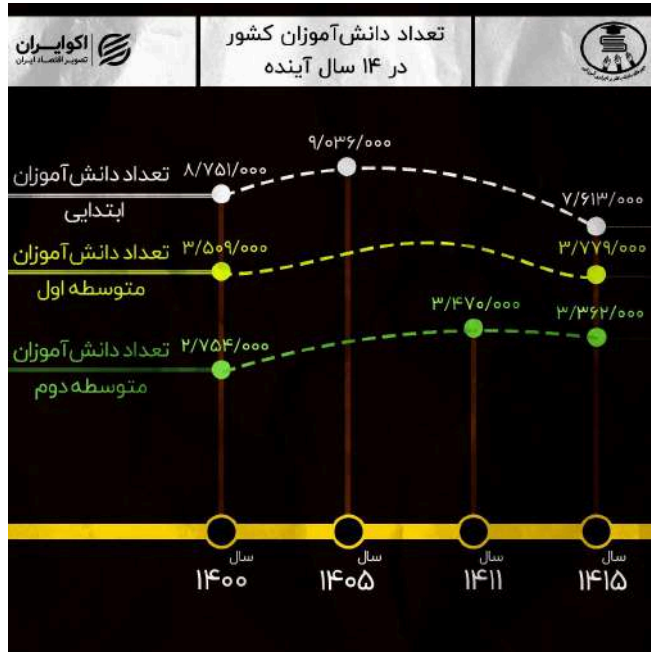 اکوایران
تصویر اقتصاد ایران
تعداد دانش‌آموزان کشور
در ۱۴ سال آینده
۹/۰۳۶/۰۰۰
تعداد دانش‌آموزان ۸/۷۵۱/۰۰۰
ابتدایی
۷/۶۱۳/۰۰۰
تعداد دانش‌آموزان ۳/۵۰۹/۰۰۰
متوسطه اول
۳/۷۷۹/۰۰۰
۳/۴۷۰/۰۰۰
۳/۳۶۲/۰۰۰
تعداد دانش‌آموزان ۲/۷۵۴/۰۰۰
متوسطه دوم
سال
۱۴۰۰
سال
۱۴۰۵
سال
۱۴۱۱
سال
۱۴۱۵